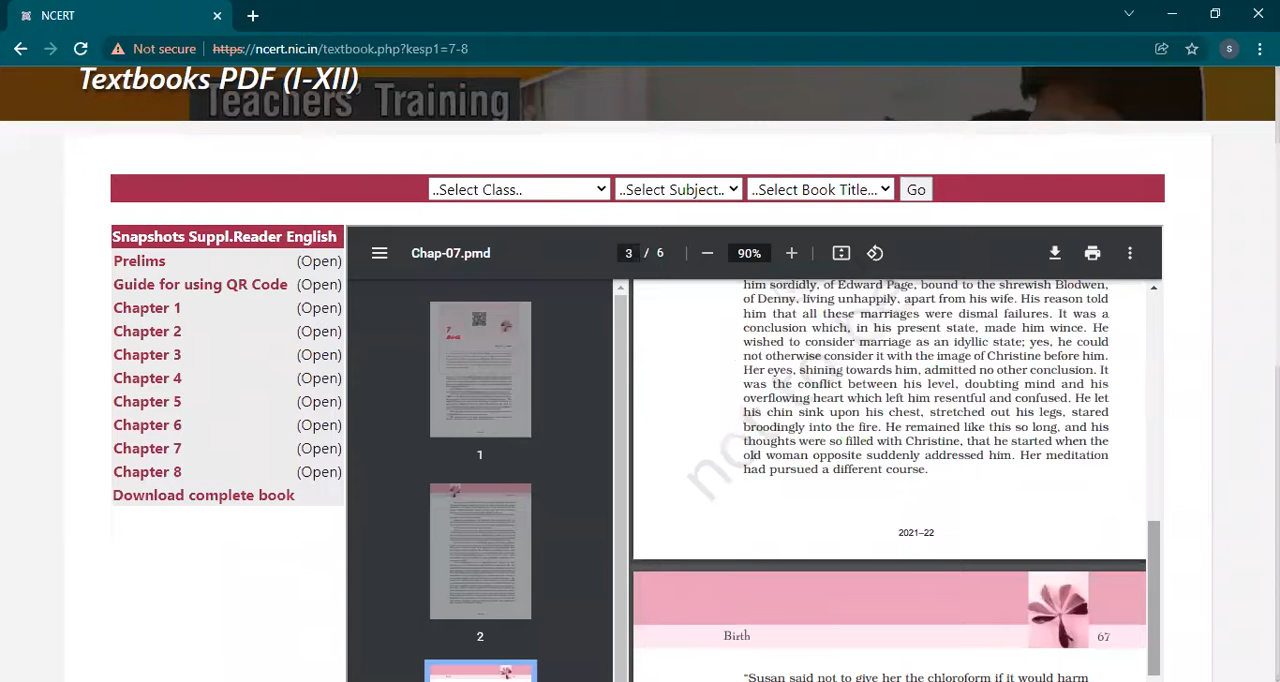 NCERT
Not secure
https://ncert.nic.in/textbook.php?kesp1=7-8
S
Textbooks PDF (I-XII)
Teachers' Training
..Select Class..
..Select Subject..
..Select Book Title...
Go
Snapshots Suppl.Reader English
Prelims (Open)
Guide for using QR Code (Open)
Chapter 1 (Open)
Chapter 2 (Open)
Chapter 3 (Open)
Chapter 4 (Open)
Chapter 5 (Open)
Chapter 6 (Open)
Chapter 7 (Open)
Chapter 8 (Open)
Download complete book
Chap-07.pmd
3 / 6
90%
1
2
him sordidly, of Edward Page, bound to the shrewish Blodwen,
of Denny, living unhappily, apart from his wife. His reason told
him that all these marriages were dismal failures. It was a
conclusion which, in his present state, made him wince. He
wished to consider marriage as an idyllic state; yes, he could
not otherwise consider it with the image of Christine before him.
Her eyes, shining towards him, admitted no other conclusion. It
was the conflict between his level, doubting mind and his
overflowing heart which left him resentful and confused. He let
his chin sink upon his chest, stretched out his legs, stared
broodingly into the fire. He remained like this so long, and his
thoughts were so filled with Christine, that he started when the
old woman opposite suddenly addressed him. Her meditation
had pursued a different course.
2021–22
Birth 67
“Susan said not to give her the chloroform if it would harm